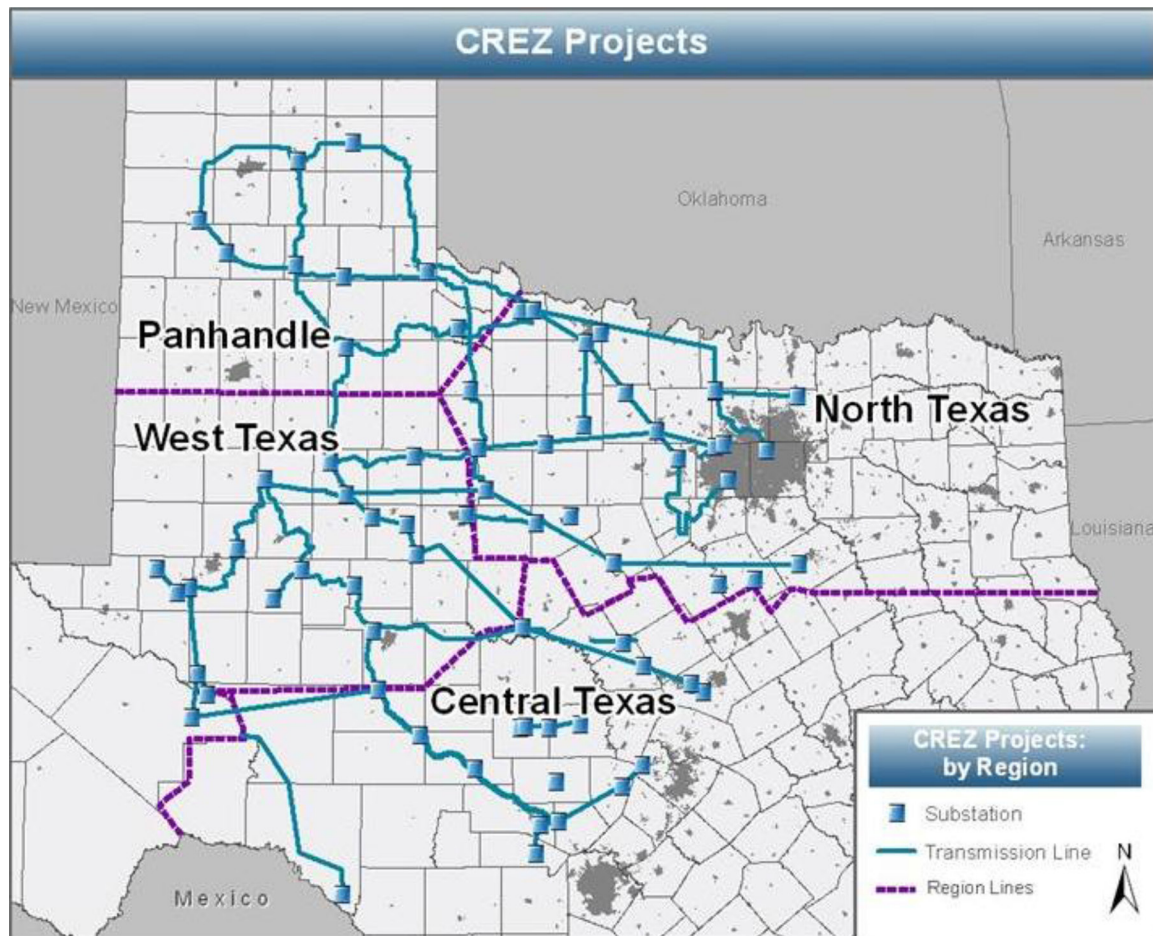 CREZ Projects
Oklahoma
Arkansas
New Mexico
Panhandle
West Texas
North Texas
Louisiana
Central Texas
Mexico
CREZ Projects:
by Region
Substation
Transmission Line
Region Lines
N